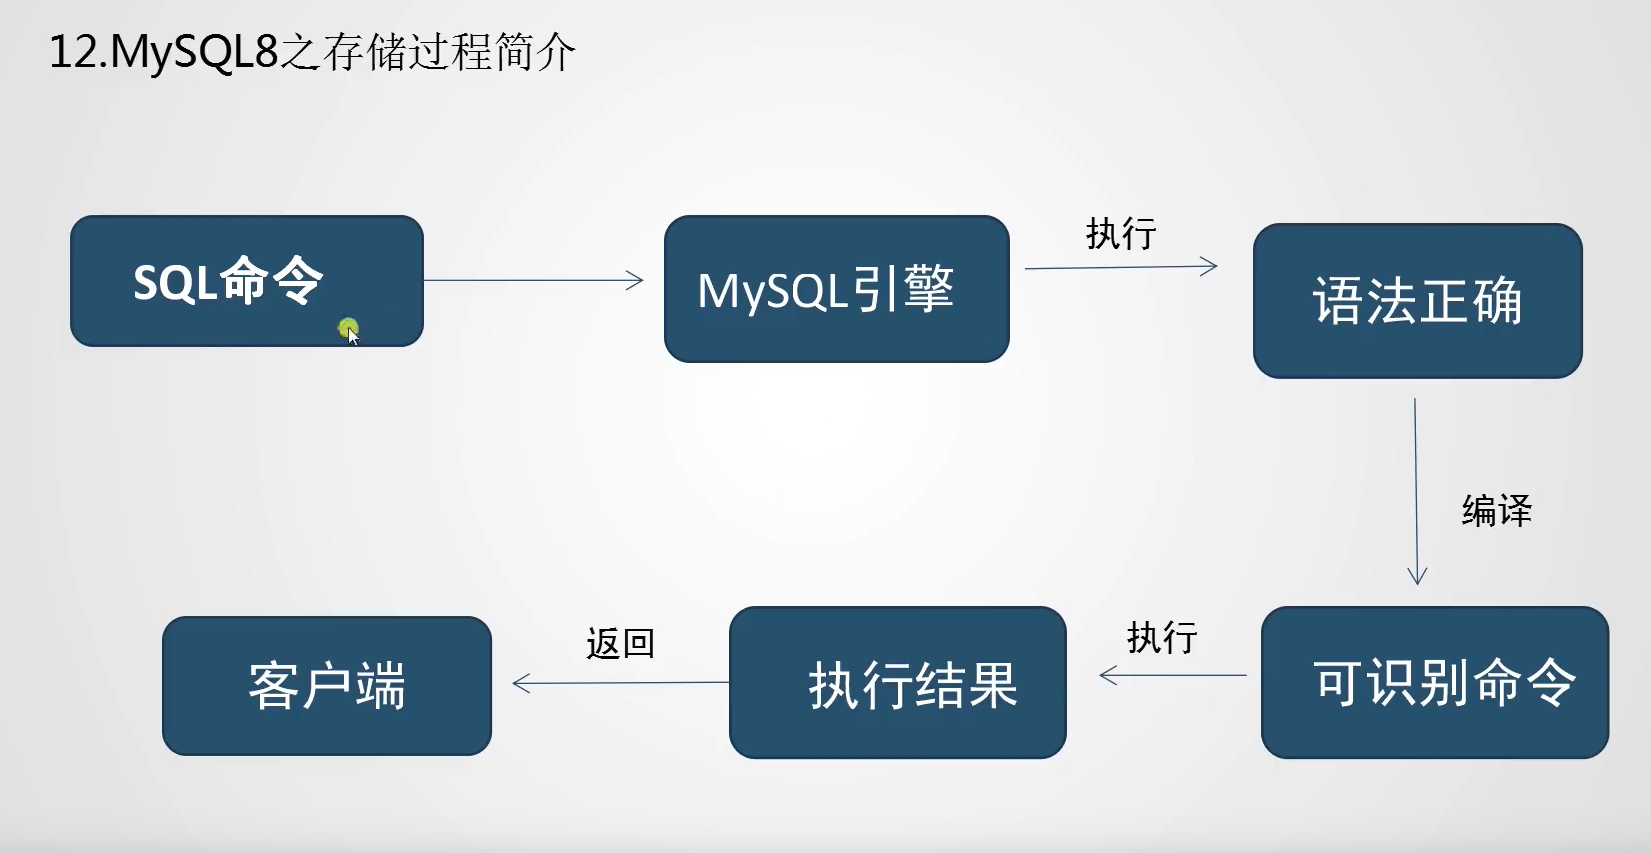 12.MySQL8之存储过程简介
SQL命令
MySQL引擎
执行
语法正确
编译
可识别命令
执行
执行结果
返回
客户端